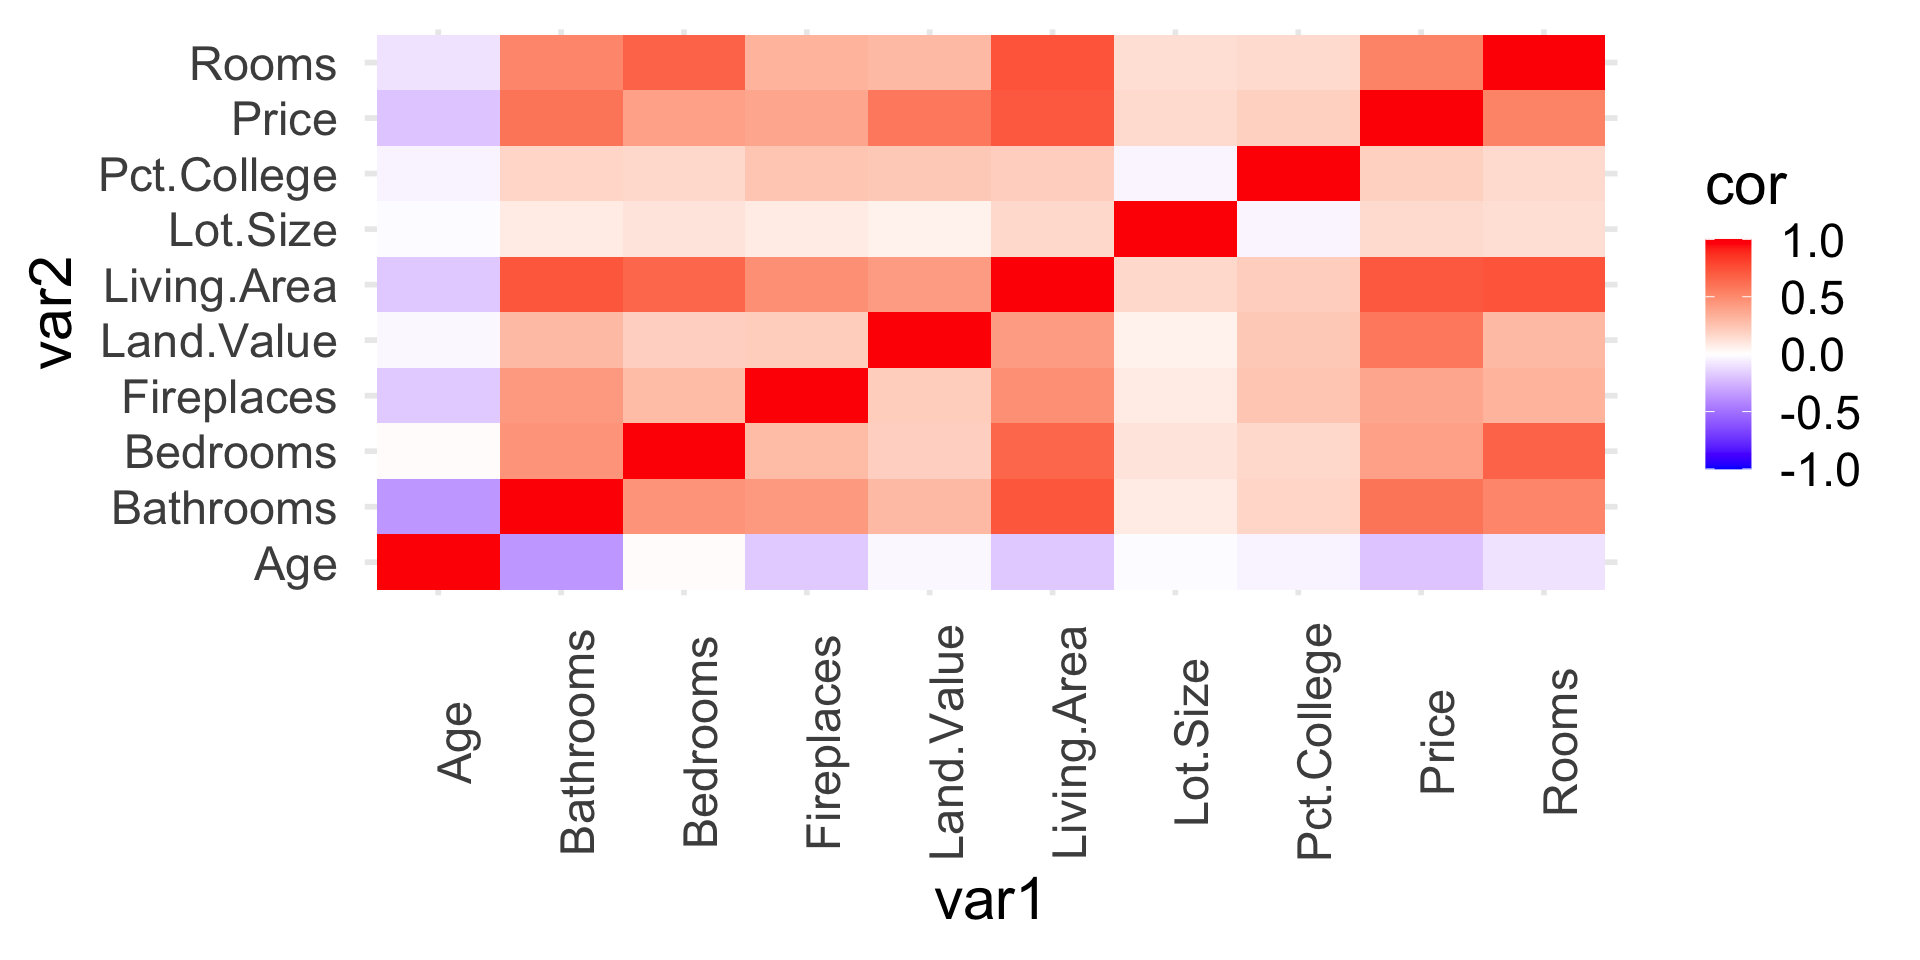 Rooms
Price
Pct.College
Lot.Size
Living.Area
Land.Value
Fireplaces
Bedrooms
Bathrooms
Age
var2
Age
Bathrooms
Bedrooms
Fireplaces
Land.Value
Living.Area
Lot.Size
Pct.College
Price
Rooms
var1
cor
1.0
0.5
0.0
-0.5
-1.0